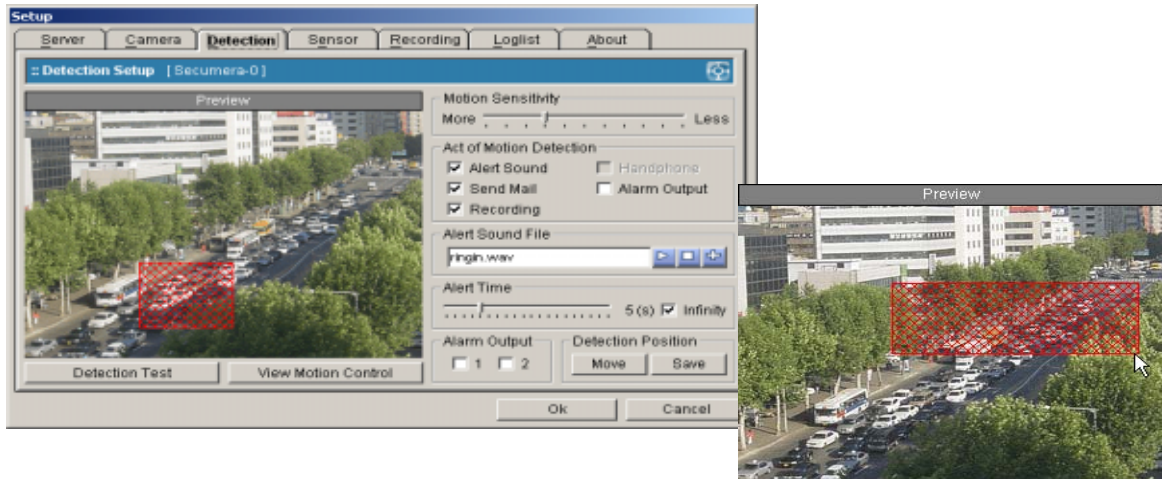 Setup
Server Camera Detection Sensor Recording Loglist About
:: Detection Setup [Secumera-0]
Preview
Motion Sensitivity
More Less
Act of Motion Detection
Alert Sound Handphone
Send Mail Alarm Output
Recording
Alert Sound File
ringin.wav
Alert Time
5 (s) Infinity
Alarm Output
1 2
Detection Position
Move Save
Detection Test View Motion Control
Ok Cancel
Preview